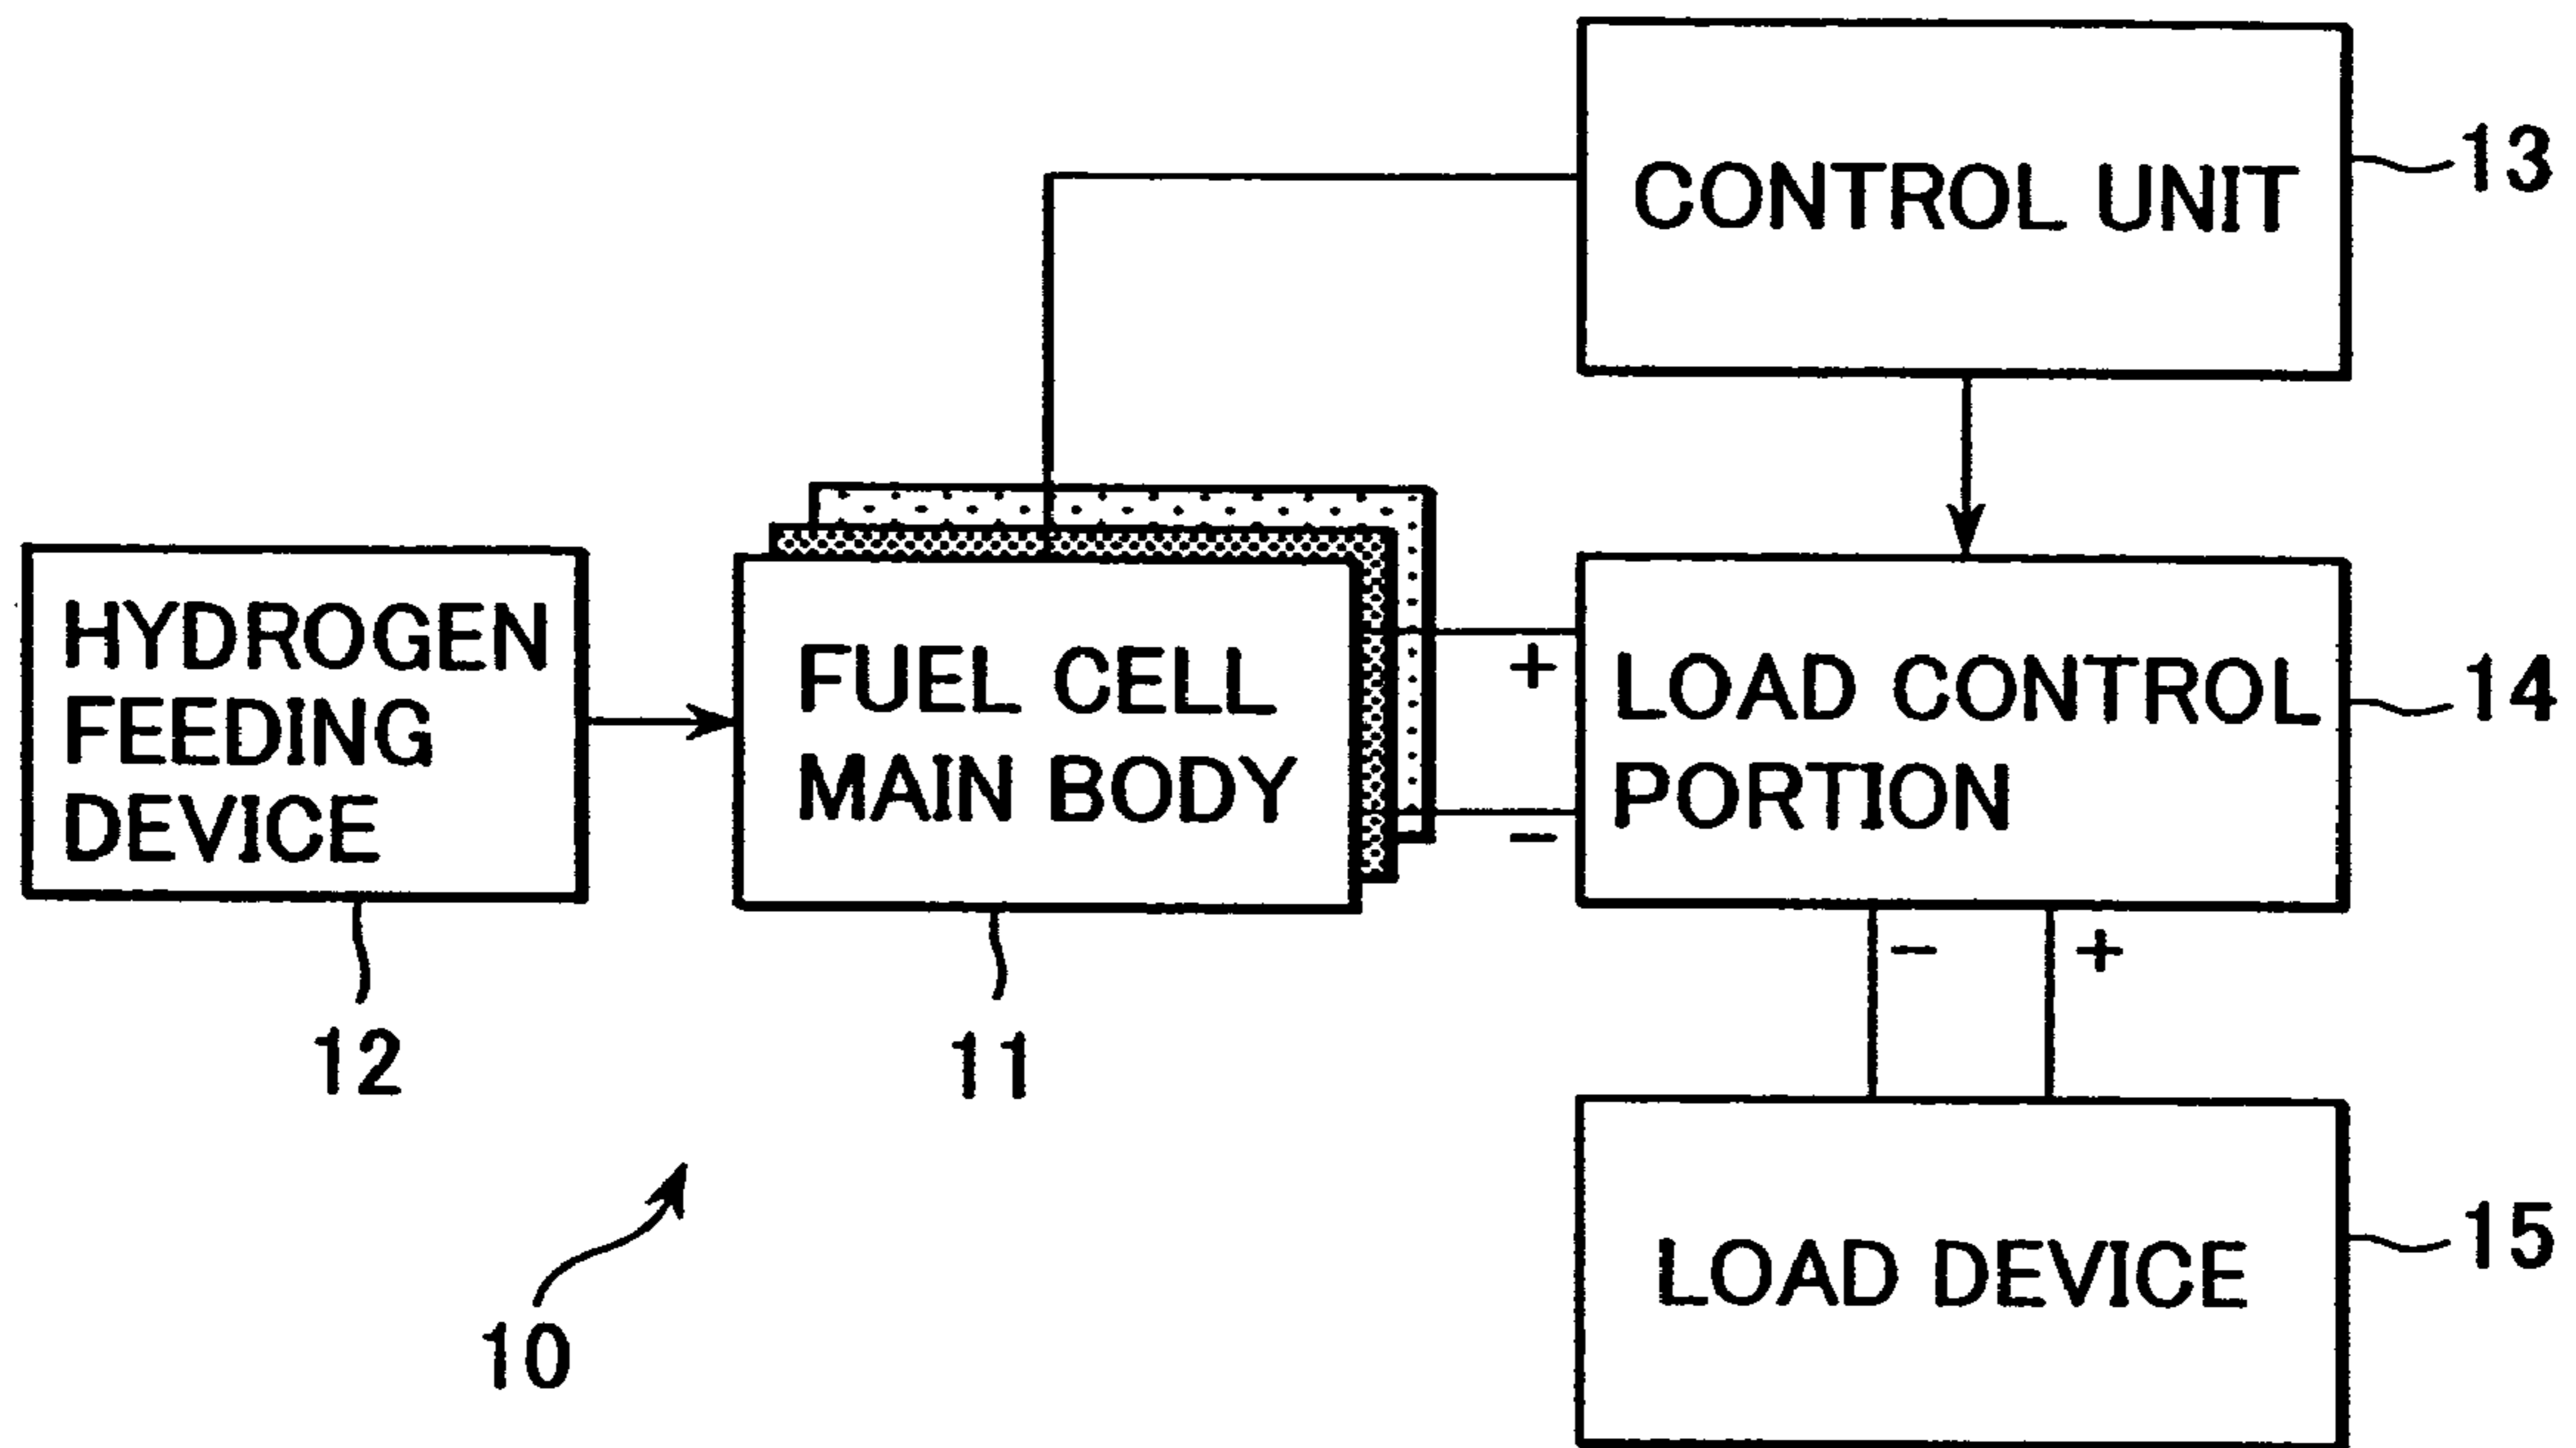 CONTROL UNIT
13
HYDROGEN
FEEDING
DEVICE
12
FUEL CELL
MAIN BODY
11
+
−
LOAD CONTROL
PORTION
14
− +
LOAD DEVICE
15
10